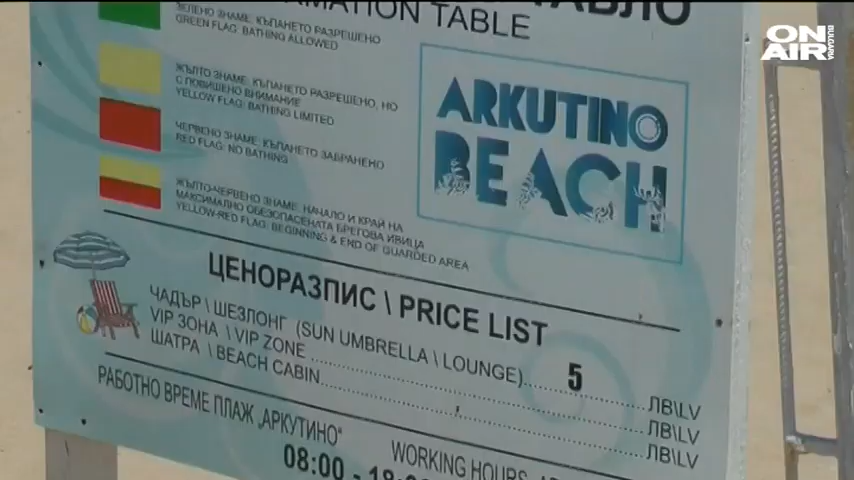 ТАБЛО
INFORMATION TABLE
ЗЕЛЕНО ЗНАМЕ: КЪПАНЕТО РАЗРЕШЕНО
GREEN FLAG: BATHING ALLOWED
ЖЪЛТО ЗНАМЕ: КЪПАНЕТО РАЗРЕШЕНО, НО
С ПОВИШЕНО ВНИМАНИЕ
YELLOW FLAG: BATHING LIMITED
ЧЕРВЕНО ЗНАМЕ: КЪПАНЕТО ЗАБРАНЕНО
RED FLAG: NO BATHING
ЖЪЛТО-ЧЕРВЕНО ЗНАМЕ: НАЧАЛО И КРАЙ НА
МАКСИМАЛНО ОБЕЗОПАСЕНАТА БРЕГОВА ИВИЦА
YELLOW-RED FLAG: BEGINNING & END OF GUARDED AREA
ARKUTINO
BEACH
ON
AIR
BULGARIA
ЦЕНОРАЗПИС \ PRICE LIST
ЧАДЪР \ ШЕЗЛОНГ (SUN UMBRELLA \ LOUNGE)..... 5 .....ЛВ\LV
VIP ЗОНА \ VIP ZONE ..........ЛВ\LV
ШАТРА \ BEACH CABIN..........ЛВ\LV
РАБОТНО ВРЕМЕ ПЛАЖ „АРКУТИНО“
WORKING HOURS
08:00 -